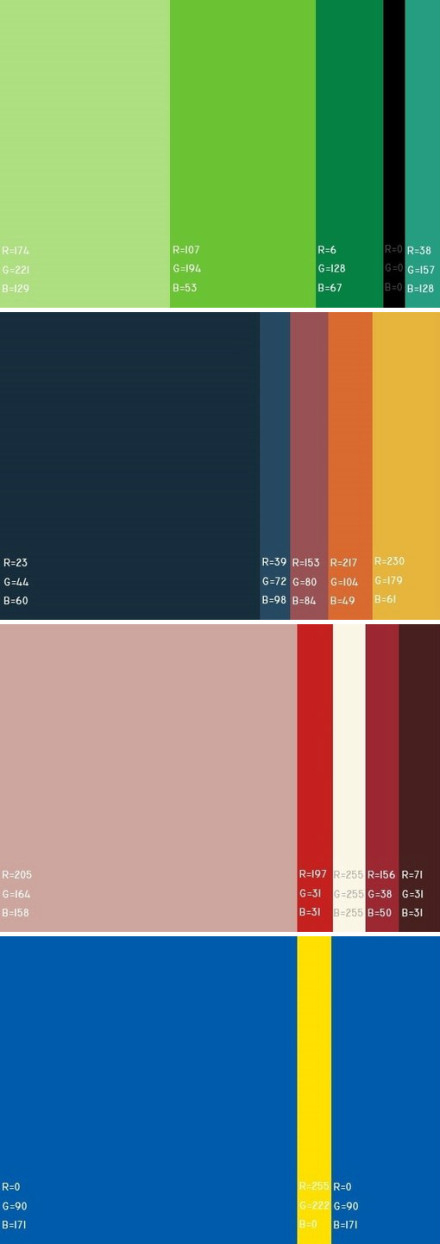 R=174 R=107 R=6 R=0 R=38
G=221 G=194 G=128 G=0 G=157
B=129 B=53 B=67 B=0 B=128
R=23 R=39 R=153 R=217 R=230
G=44 G=72 G=80 G=104 G=179
B=60 B=98 B=84 B=49 B=61
R=205 R=197 R=255 R=156 R=71
G=164 G=31 G=255 G=38 G=31
B=158 B=31 B=255 B=50 B=31
R=0 R=255 R=0
G=90 G=222 G=90
B=171 B=0 B=171